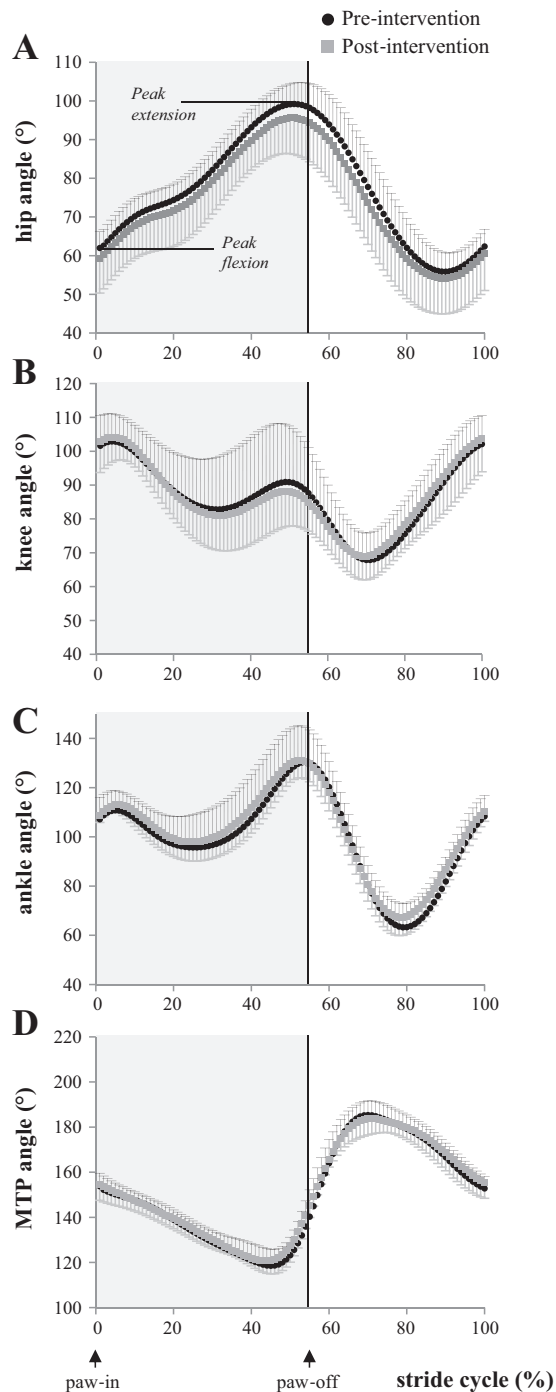 Pre-intervention
Post-intervention
A
110
100
90
80
70
60
50
40
hip angle (°)
Peak
extension
Peak
flexion
0 20 40 60 80 100
B
120
110
100
90
80
70
60
50
40
knee angle (°)
0 20 40 60 80 100
C
140
120
100
80
60
40
ankle angle (°)
0 20 40 60 80 100
D
220
200
180
160
140
120
100
MTP angle (°)
0 20 40 60 80 100
paw-in paw-off stride cycle (%)